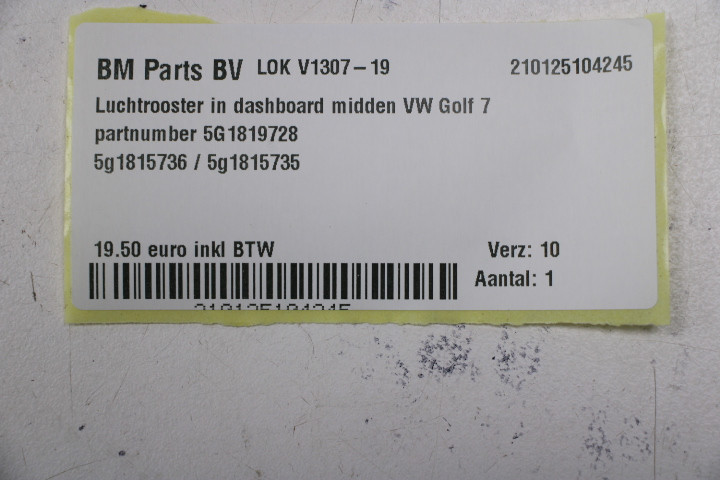 BM Parts BV LOK V1307-19 210125104245
Luchtrooster in dashboard midden VW Golf 7
partnumber 5G1819728
5g1815736 / 5g1815735
19.50 euro inkl BTW Verz: 10
Aantal: 1
210125104245